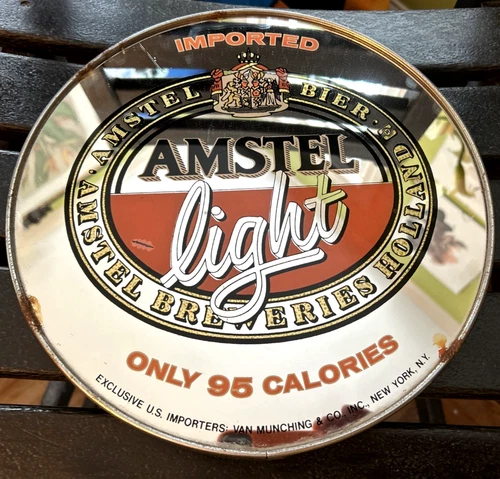 IMPORTED
· AMSTEL BIER ·
AMSTEL
light
· AMSTEL BREWERIES HOLLAND
ONLY 95 CALORIES
EXCLUSIVE U.S. IMPORTERS: VAN MUNCHING & CO. INC., NEW YORK, N.Y.